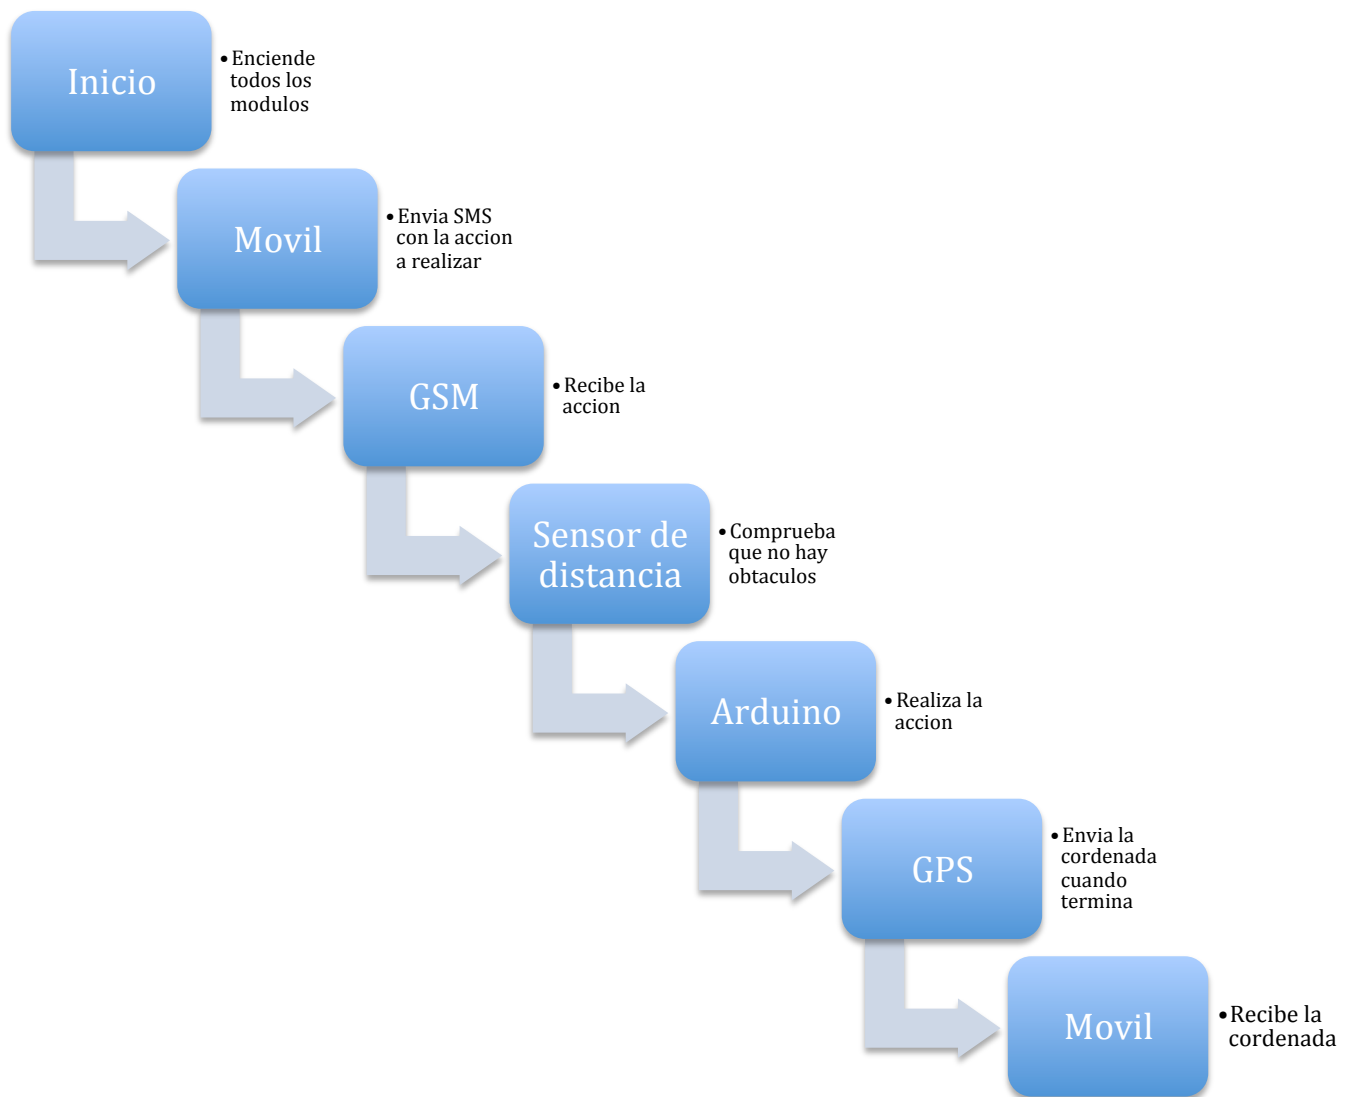 Inicio
•Enciende
todos los
modulos
Movil
•Envia SMS
con la accion
a realizar
GSM
•Recibe la
accion
Sensor de
distancia
•Comprueba
que no hay
obtaculos
Arduino
•Realiza la
accion
GPS
•Envia la
cordenada
cuando
termina
Movil
•Recibe la
cordenada